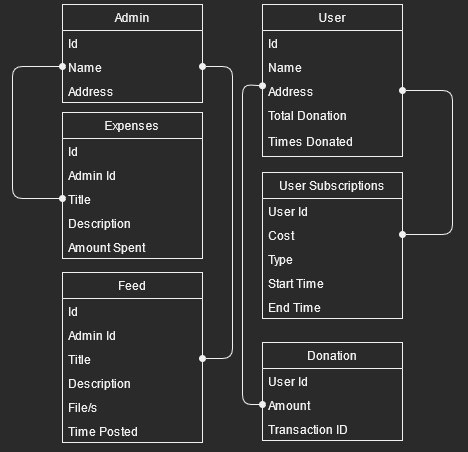 Admin
Id
Name
Address
Expenses
Id
Admin Id
Title
Description
Amount Spent
Feed
Id
Admin Id
Title
Description
File/s
Time Posted
User
Id
Name
Address
Total Donation
Times Donated
User Subscriptions
User Id
Cost
Type
Start Time
End Time
Donation
User Id
Amount
Transaction ID